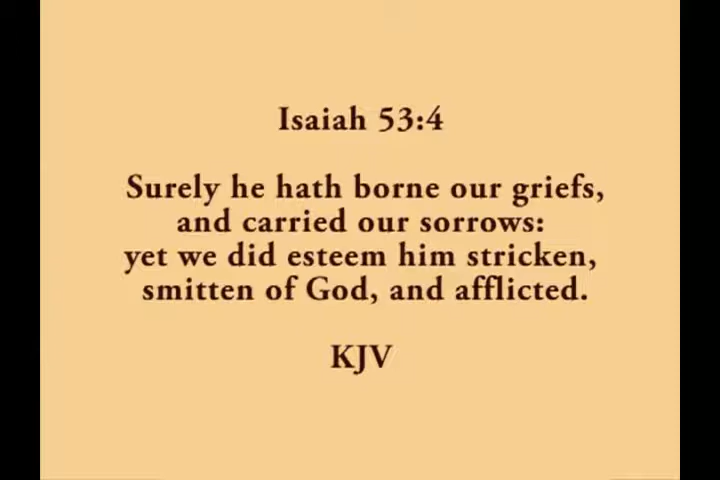 Isaiah 53:4
Surely he hath borne our griefs,
and carried our sorrows:
yet we did esteem him stricken,
smitten of God, and afflicted.
KJV